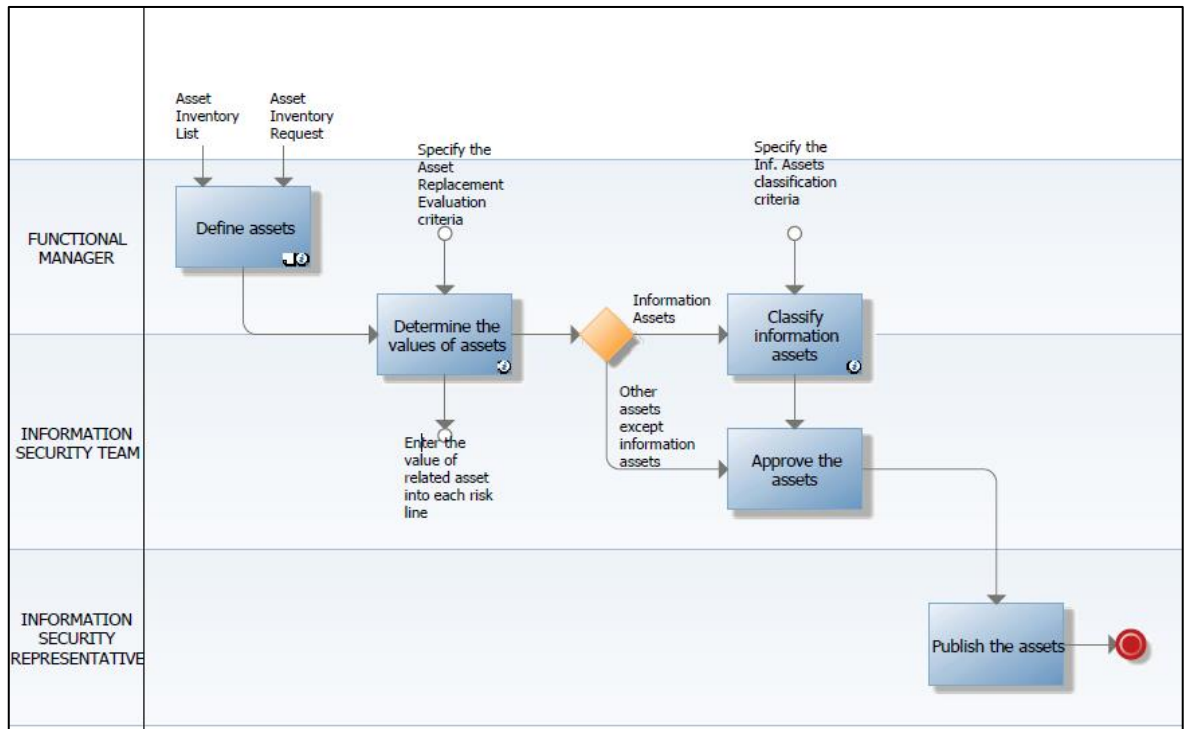 Asset
Inventory
List
Asset
Inventory
Request
Specify the
Asset
Replacement
Evaluation
criteria
Specify the
Inf. Assets
classification
criteria
FUNCTIONAL
MANAGER
Define assets
Determine the
values of assets
Information
Assets
Classify
information
assets
INFORMATION
SECURITY TEAM
Enter the
value of
related asset
into each risk
line
Other
assets
except
information
assets
Approve the
assets
INFORMATION
SECURITY
REPRESENTATIVE
Publish the assets